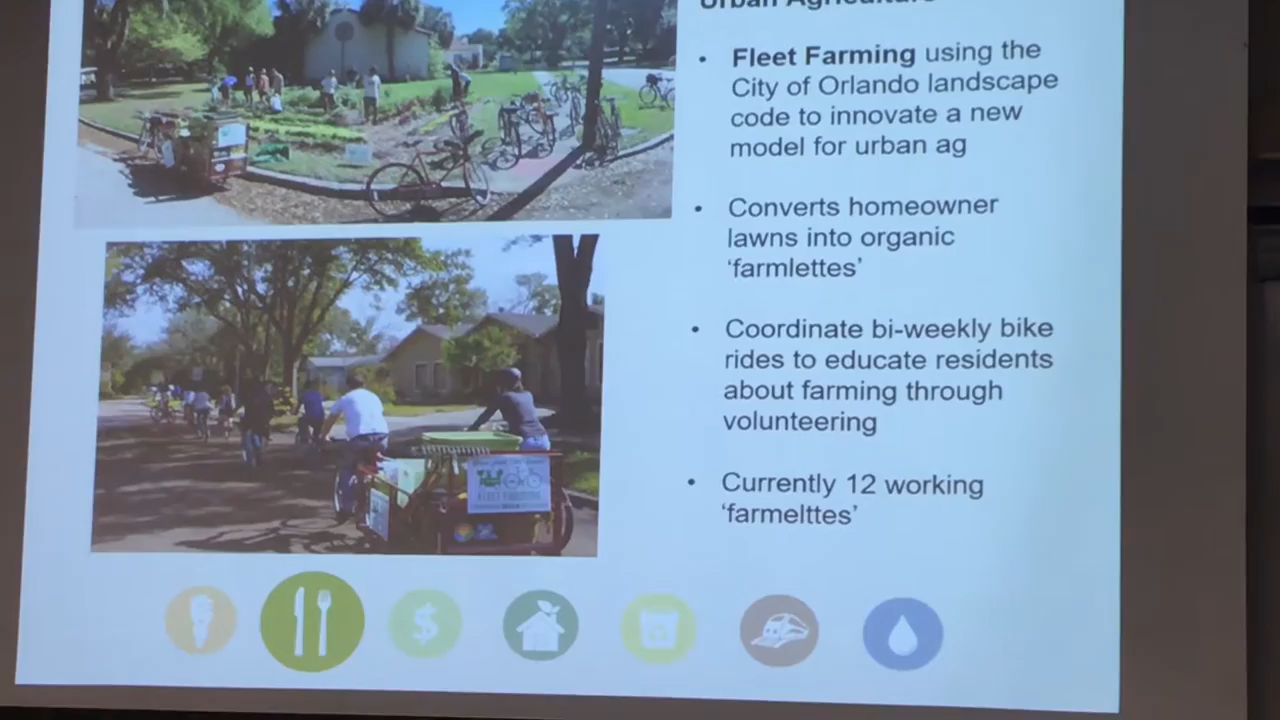 Urban Agriculture
• Fleet Farming using the
City of Orlando landscape
code to innovate a new
model for urban ag
• Converts homeowner
lawns into organic
‘farmlettes’
• Coordinate bi-weekly bike
rides to educate residents
about farming through
volunteering
• Currently 12 working
‘farmelttes’
FLEET FARMING
$